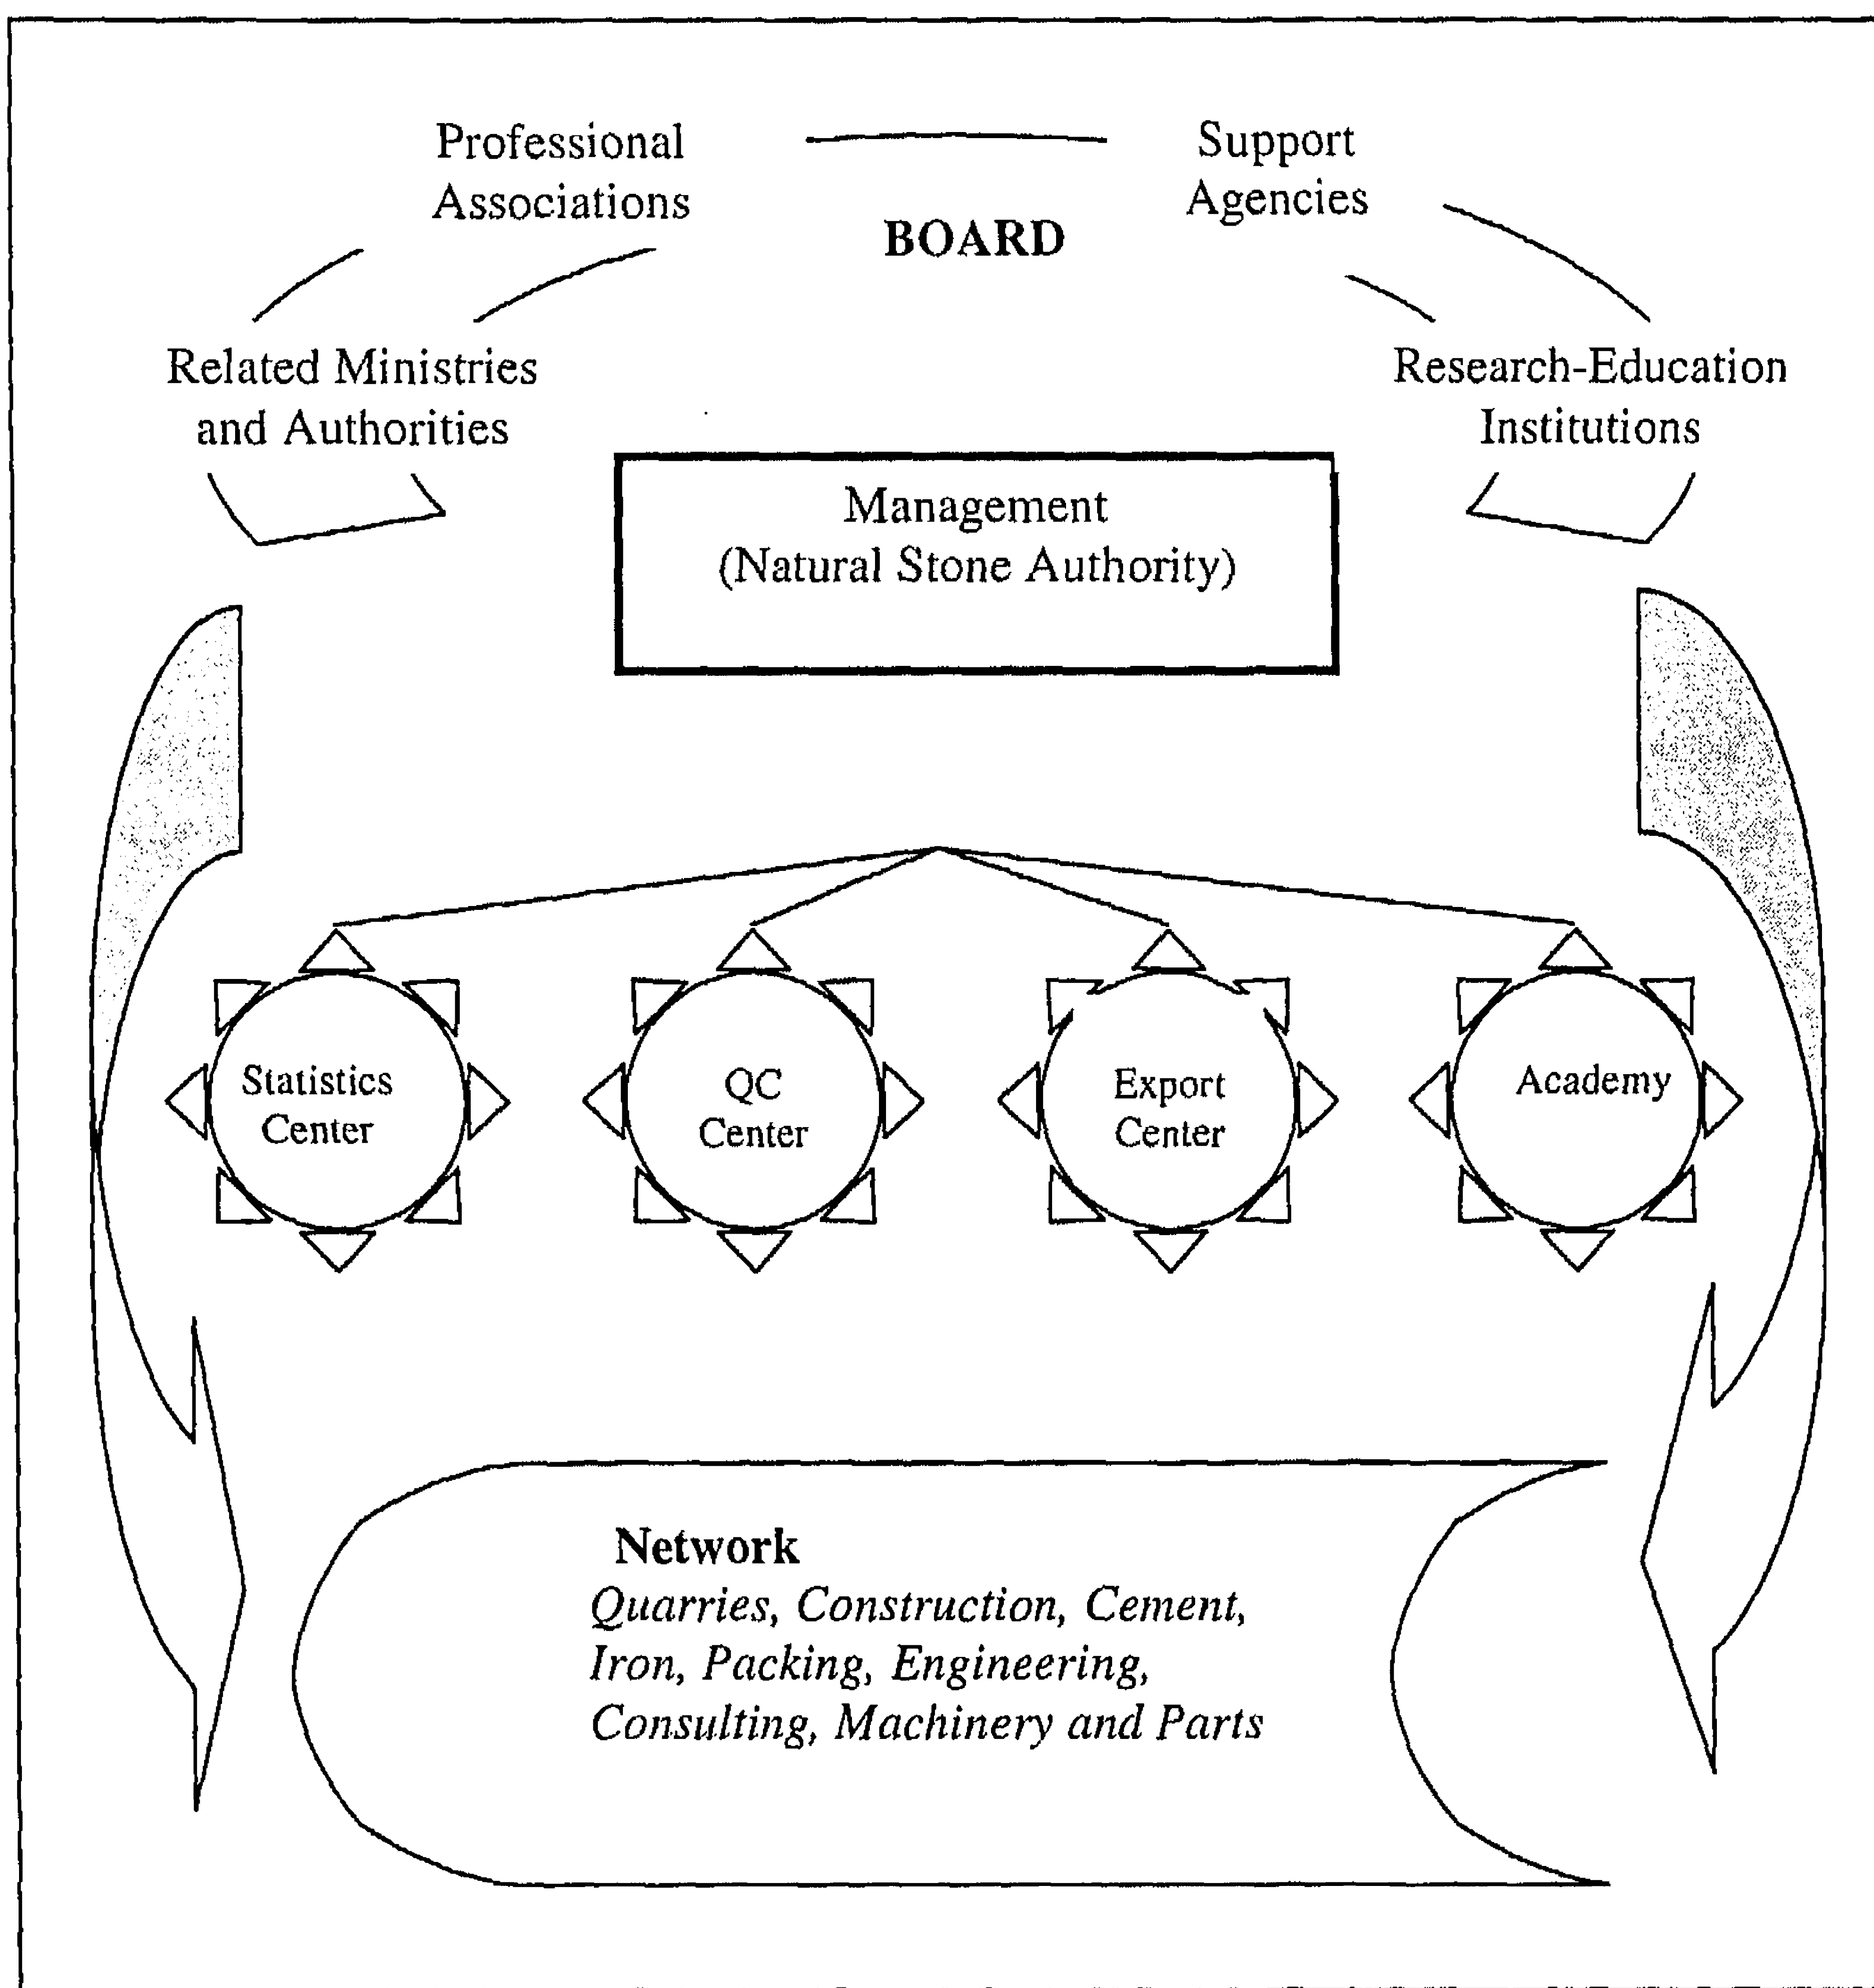 Professional
Associations
Support
Agencies
BOARD
Related Ministries
and Authorities
Research-Education
Institutions
Management
(Natural Stone Authority)
Statistics
Center
QC
Center
Export
Center
Academy
Network
Quarries, Construction, Cement,
Iron, Packing, Engineering,
Consulting, Machinery and Parts